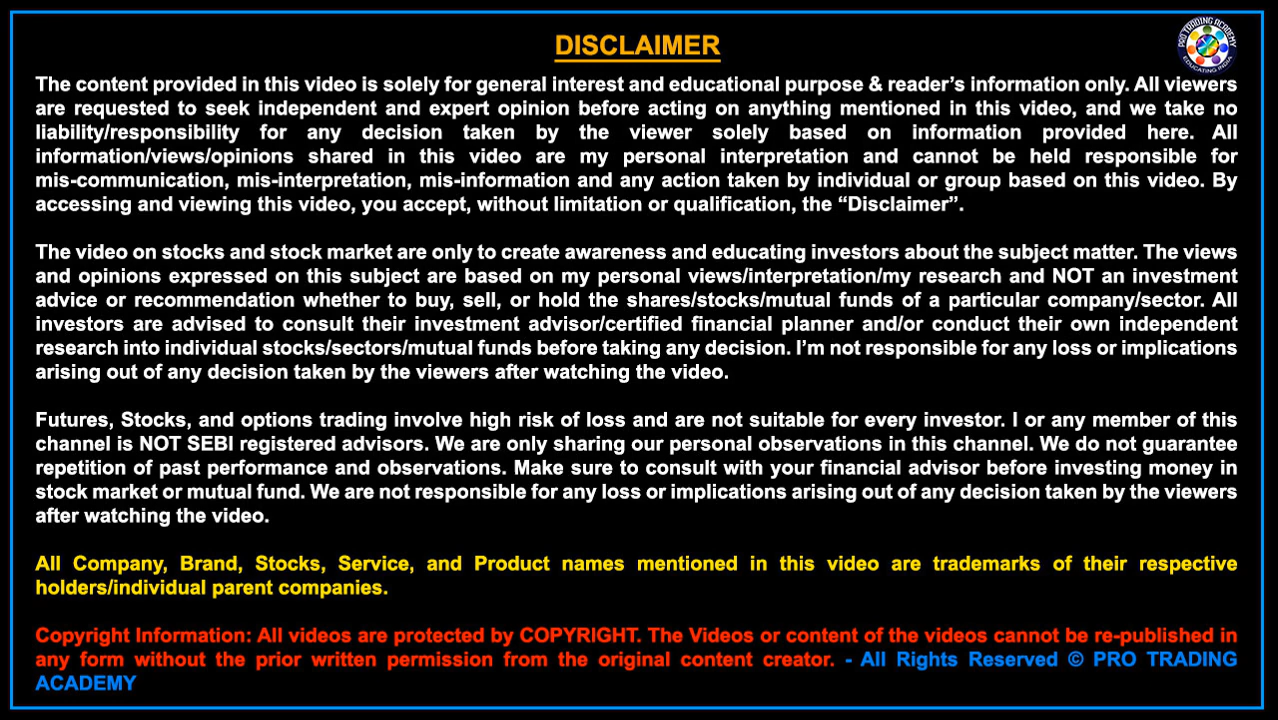 DISCLAIMER
PRO TRADING ACADEMY
EDUCATING INDIA
The content provided in this video is solely for general interest and educational purpose & reader’s information only. All viewers
are requested to seek independent and expert opinion before acting on anything mentioned in this video, and we take no
liability/responsibility for any decision taken by the viewer solely based on information provided here. All
information/views/opinions shared in this video are my personal interpretation and cannot be held responsible for
mis-communication, mis-interpretation, mis-information and any action taken by individual or group based on this video. By
accessing and viewing this video, you accept, without limitation or qualification, the “Disclaimer”.
The video on stocks and stock market are only to create awareness and educating investors about the subject matter. The views
and opinions expressed on this subject are based on my personal views/interpretation/my research and NOT an investment
advice or recommendation whether to buy, sell, or hold the shares/stocks/mutual funds of a particular company/sector. All
investors are advised to consult their investment advisor/certified financial planner and/or conduct their own independent
research into individual stocks/sectors/mutual funds before taking any decision. I’m not responsible for any loss or implications
arising out of any decision taken by the viewers after watching the video.
Futures, Stocks, and options trading involve high risk of loss and are not suitable for every investor. I or any member of this
channel is NOT SEBI registered advisors. We are only sharing our personal observations in this channel. We do not guarantee
repetition of past performance and observations. Make sure to consult with your financial advisor before investing money in
stock market or mutual fund. We are not responsible for any loss or implications arising out of any decision taken by the viewers
after watching the video.
All Company, Brand, Stocks, Service, and Product names mentioned in this video are trademarks of their respective
holders/individual parent companies.
Copyright Information: All videos are protected by COPYRIGHT. The Videos or content of the videos cannot be re-published in
any form without the prior written permission from the original content creator. - All Rights Reserved © PRO TRADING
ACADEMY